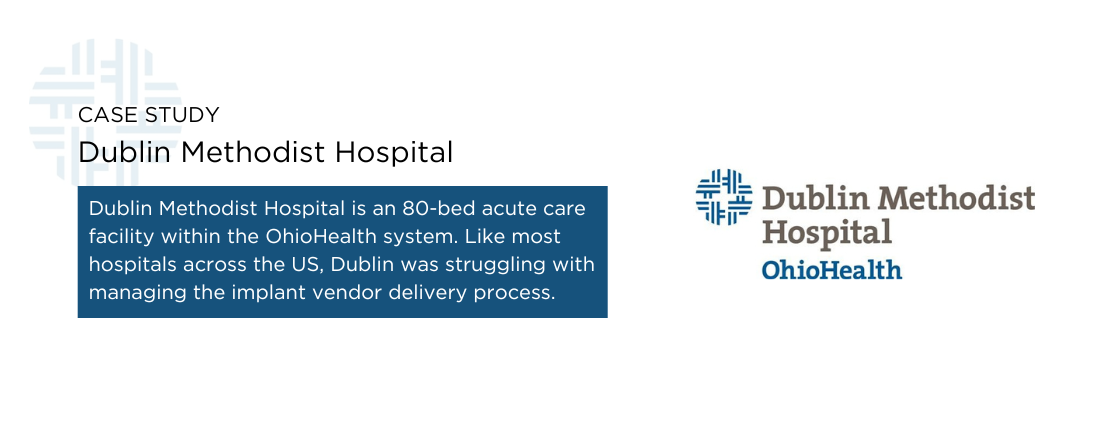 CASE STUDY
Dublin Methodist Hospital
Dublin Methodist Hospital is an 80-bed acute care
facility within the OhioHealth system. Like most
hospitals across the US, Dublin was struggling with
managing the implant vendor delivery process.
Dublin Methodist
Hospital
OhioHealth